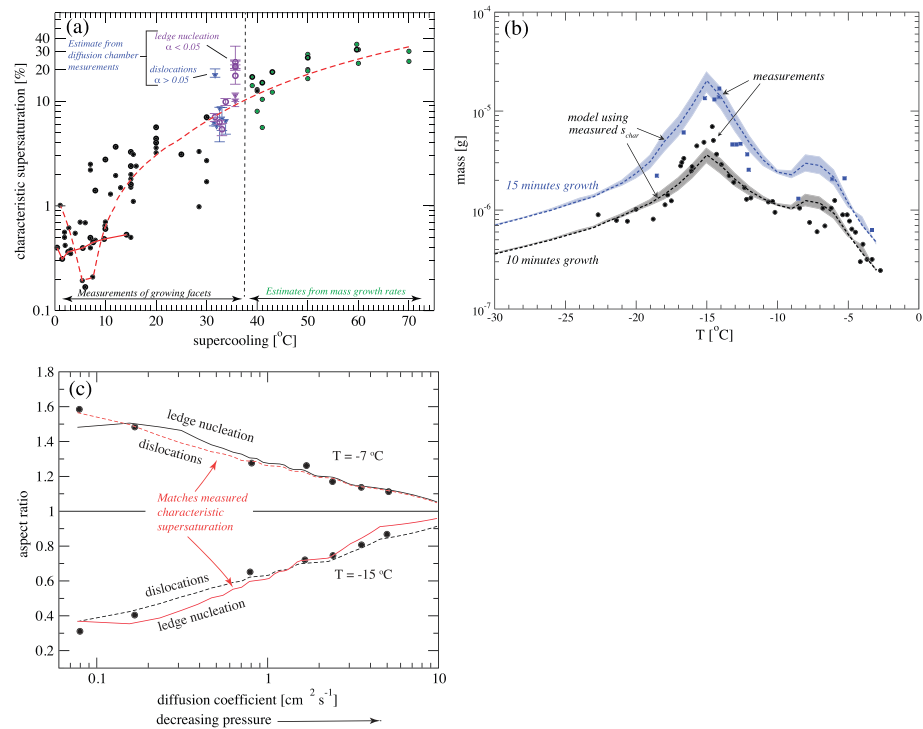 (a)
ledge nucleation
α < 0.05
Estimate from
diffusion chamber
mesurements
dislocations
α > 0.05
characteristic supersaturation [%]
40
30
20
10
1
0.4
0.1
0 10 20 30 40 50 60 70
Measurements of growing facets
Estimates from mass growth rates
supercooling [°C]
(b)
measurements
model using
measured s_char
15 minutes growth
10 minutes growth
mass [g]
10⁻⁴
10⁻⁵
10⁻⁶
10⁻⁷
-30 -25 -20 -15 -10 -5 0
T [°C]
(c)
ledge nucleation
dislocations
T = -7 °C
Matches measured
characteristic
supersaturation
dislocations
T = -15 °C
ledge nucleation
aspect ratio
1.8
1.6
1.4
1.2
1
0.8
0.6
0.4
0.2
0.1 1 10
diffusion coefficient [cm² s⁻¹]
decreasing pressure